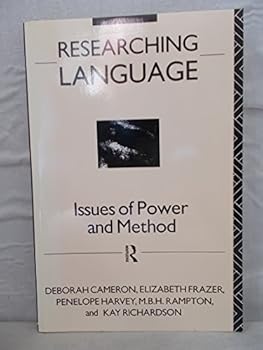 RESEARCHING
LANGUAGE
Issues of Power
and Method
R
DEBORAH CAMERON, ELIZABETH FRAZER,
PENELOPE HARVEY, M.B.H. RAMPTON,
and KAY RICHARDSON